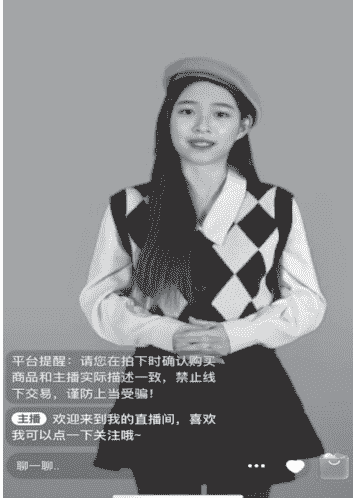 平台提醒：请您在拍下时确认购买
商品和主播实际描述一致，禁止线
下交易，谨防上当受骗！
主播 欢迎来到我的直播间，喜欢
我可以点一下关注哦~
聊一聊..